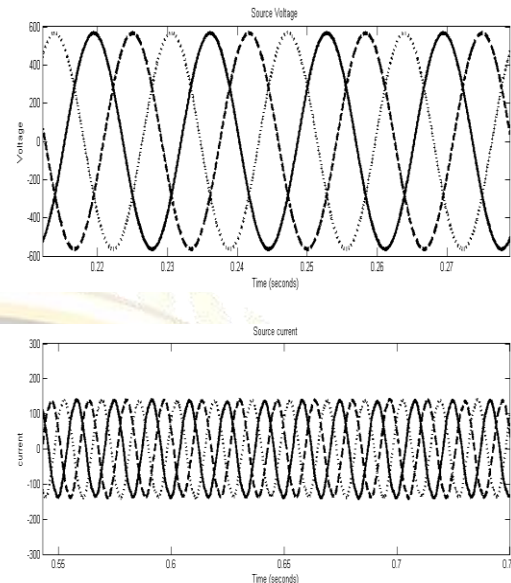 Source Voltage
600
400
200
0
-200
-400
-600
Voltage
0.22 0.23 0.24 0.25 0.26 0.27
Time (seconds)
Source current
300
200
100
0
-100
-200
-300
current
0.55 0.6 0.65 0.7 0.7
Time (seconds)